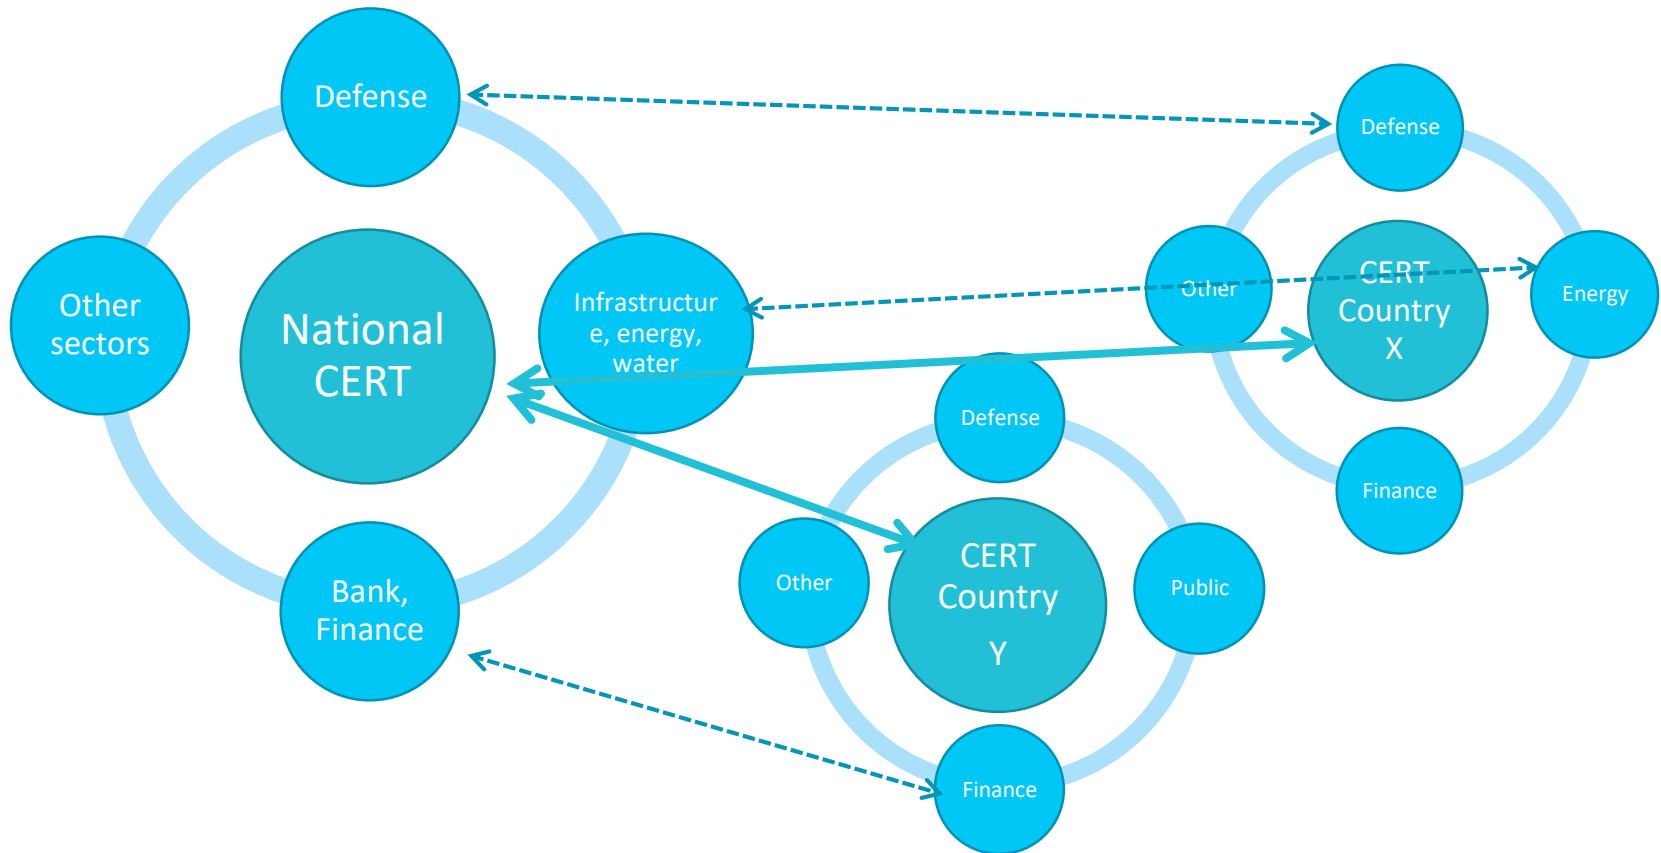 Defense
Other
sectors
National
CERT
Infrastructur
e, energy,
water
Bank,
Finance
Defense
Other
CERT
Country
X
Energy
Finance
Defense
Other
CERT
Country
Y
Public
Finance